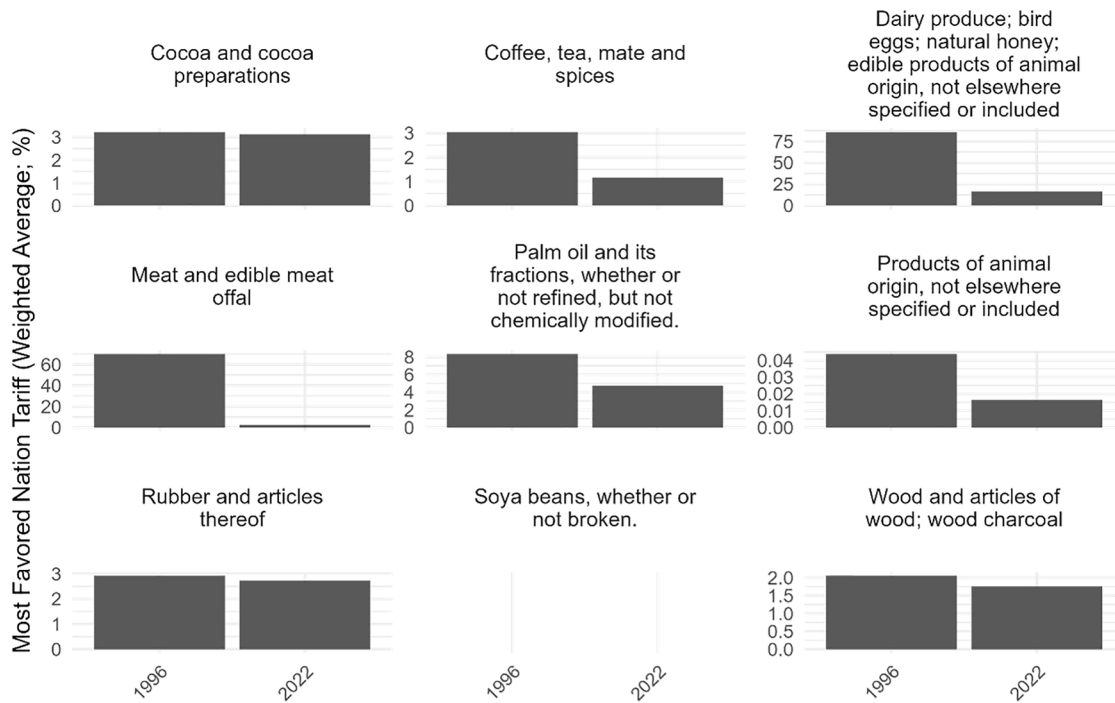 Most Favored Nation Tariff (Weighted Average; %)
Cocoa and cocoa
preparations
3
2
1
0
Coffee, tea, mate and
spices
3
2
1
0
Dairy produce; bird
eggs; natural honey;
edible products of animal
origin, not elsewhere
specified or included
75
50
25
0
Meat and edible meat
offal
60
40
20
0
Palm oil and its
fractions, whether or
not refined, but not
chemically modified.
8
6
4
2
0
Products of animal
origin, not elsewhere
specified or included
0.04
0.03
0.02
0.01
0.00
Rubber and articles
thereof
3
2
1
0
1996
2022
Soya beans, whether or
not broken.
1996
2022
Wood and articles of
wood; wood charcoal
2.0
1.5
1.0
0.5
0.0
1996
2022